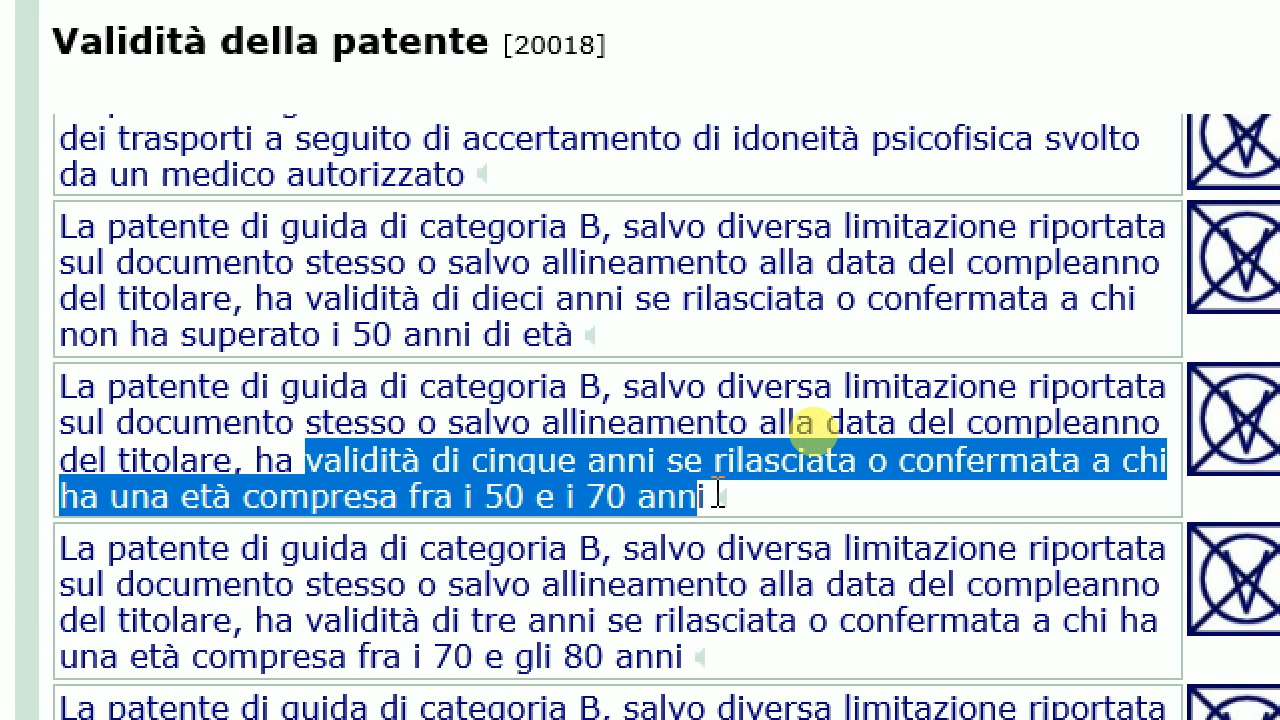 Validità della patente [20018]
dei trasporti a seguito di accertamento di idoneità psicofisica svolto
da un medico autorizzato
La patente di guida di categoria B, salvo diversa limitazione riportata
sul documento stesso o salvo allineamento alla data del compleanno
del titolare, ha validità di dieci anni se rilasciata o confermata a chi
non ha superato i 50 anni di età
La patente di guida di categoria B, salvo diversa limitazione riportata
sul documento stesso o salvo allineamento alla data del compleanno
del titolare, ha validità di cinque anni se rilasciata o confermata a chi
ha una età compresa fra i 50 e i 70 anni
La patente di guida di categoria B, salvo diversa limitazione riportata
sul documento stesso o salvo allineamento alla data del compleanno
del titolare, ha validità di tre anni se rilasciata o confermata a chi ha
una età compresa fra i 70 e gli 80 anni
La patente di guida di categoria B, salvo diversa limitazione riportata